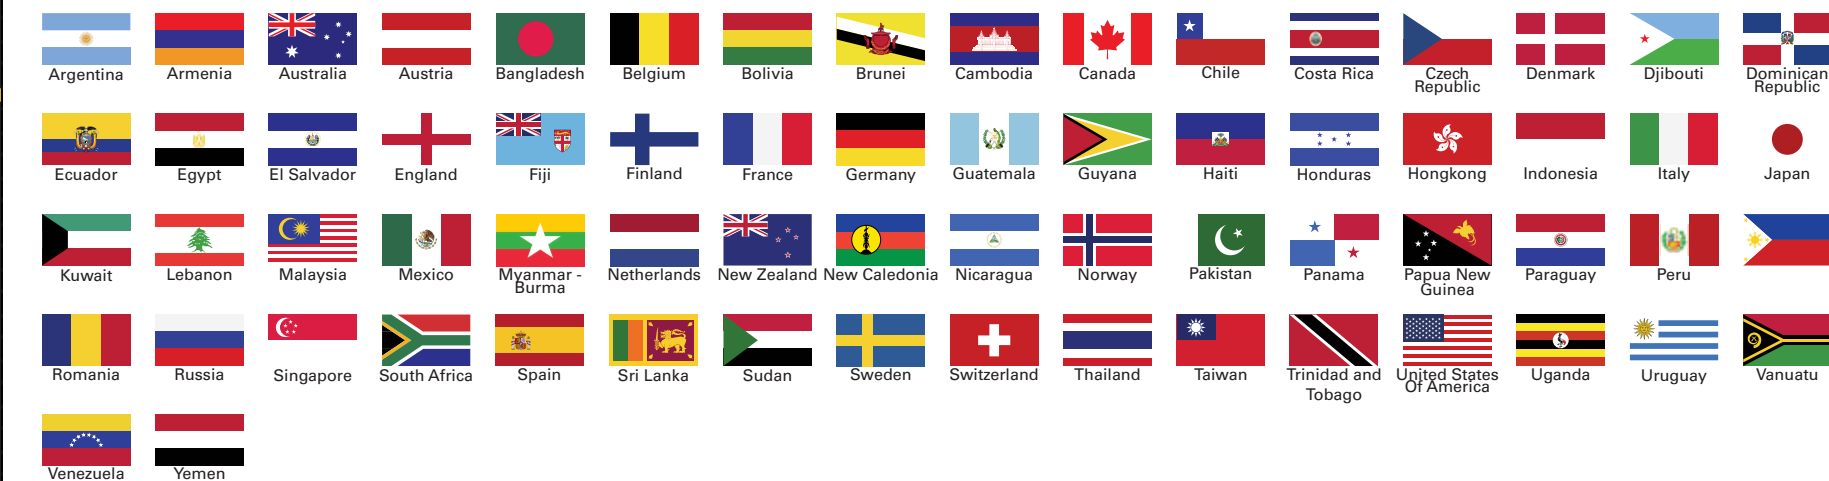 Argentina
Armenia
Australia
Austria
Bangladesh
Belgium
Bolivia
Brunei
Cambodia
Canada
Chile
Costa Rica
Czech
Republic
Denmark
Djibouti
Dominican
Republic
Ecuador
Egypt
El Salvador
England
Fiji
Finland
France
Germany
Guatemala
Guyana
Haiti
Honduras
Hongkong
Indonesia
Italy
Japan
Kuwait
Lebanon
Malaysia
Mexico
Myanmar -
Burma
Netherlands
New Zealand
New Caledonia
Nicaragua
Norway
Pakistan
Panama
Papua New
Guinea
Paraguay
Peru
Romania
Russia
Singapore
South Africa
Spain
Sri Lanka
Sudan
Sweden
Switzerland
Thailand
Taiwan
Trinidad and
Tobago
United States
Of America
Uganda
Uruguay
Vanuatu
Venezuela
Yemen